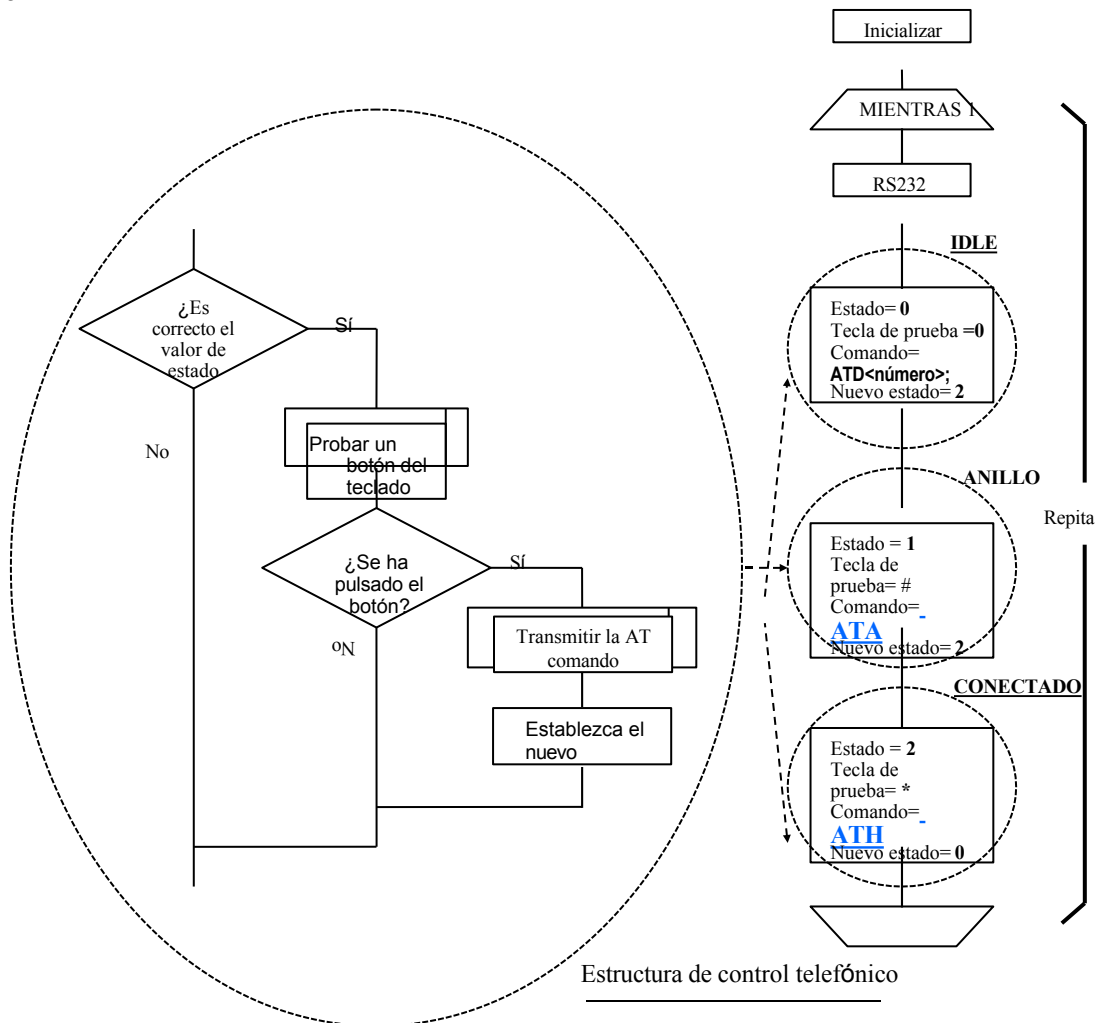 Inicializar
MIENTRAS 1
RS232
IDLE
Estado= 0
Tecla de prueba =0
Comando=
ATD<número>;
Nuevo estado= 2
ANILLO
Repita
Estado = 1
Tecla de
prueba= #
Comando=
ATA
Nuevo estado= 2
CONECTADO
Estado = 2
Tecla de
prueba= *
Comando=
ATH
Nuevo estado= 0
¿Es
correcto el
valor de
estado
Sí
No
Probar un
botón del
teclado
¿Se ha
pulsado el
botón?
Sí
No
Transmitir la AT
comando
Establezca el
nuevo
Estructura de control telefónico